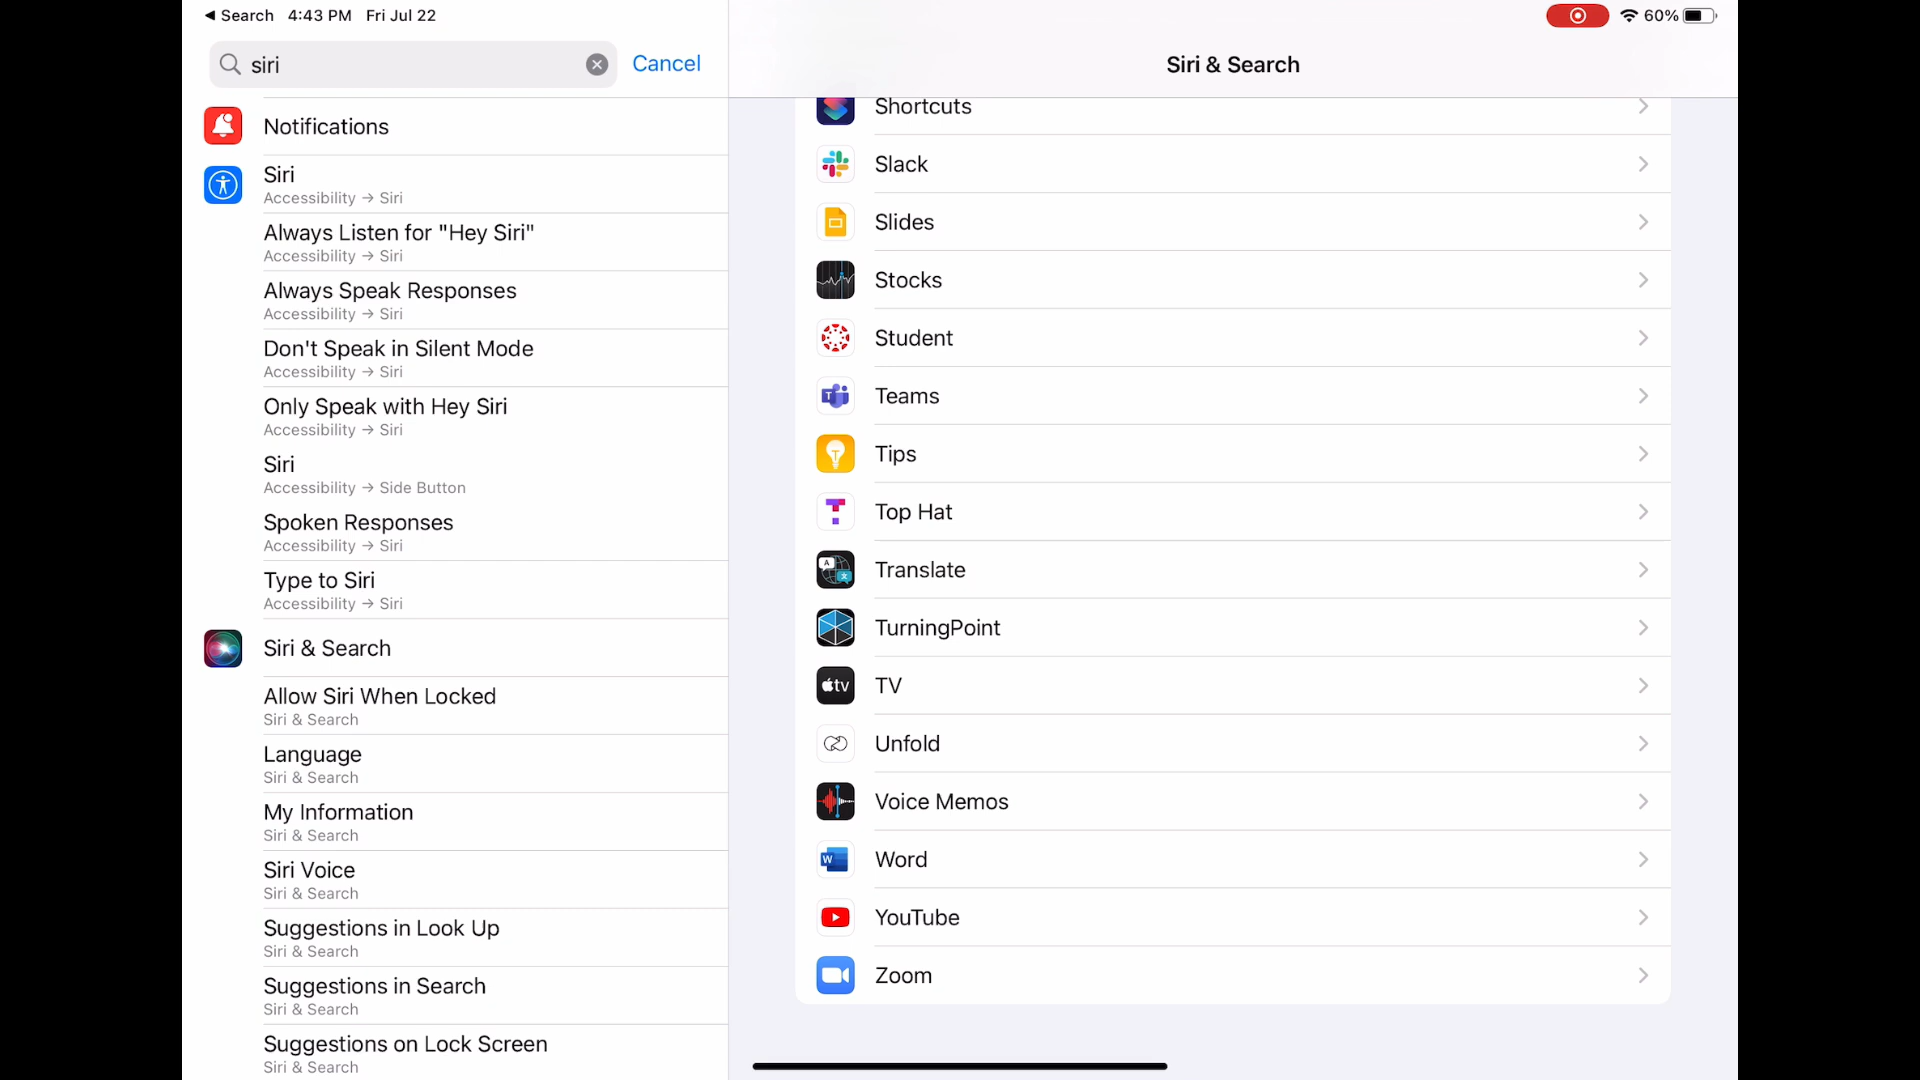 ◀ Search 4:43 PM Fri Jul 22
60%
siri
Cancel
Notifications
Siri
Accessibility → Siri
Always Listen for "Hey Siri"
Accessibility → Siri
Always Speak Responses
Accessibility → Siri
Don't Speak in Silent Mode
Accessibility → Siri
Only Speak with Hey Siri
Accessibility → Siri
Siri
Accessibility → Side Button
Spoken Responses
Accessibility → Siri
Type to Siri
Accessibility → Siri
Siri & Search
Allow Siri When Locked
Siri & Search
Language
Siri & Search
My Information
Siri & Search
Siri Voice
Siri & Search
Suggestions in Look Up
Siri & Search
Suggestions in Search
Siri & Search
Suggestions on Lock Screen
Siri & Search
Siri & Search
Shortcuts
Slack
Slides
Stocks
Student
Teams
Tips
Top Hat
Translate
TurningPoint
tv
TV
Unfold
Voice Memos
Word
YouTube
Zoom